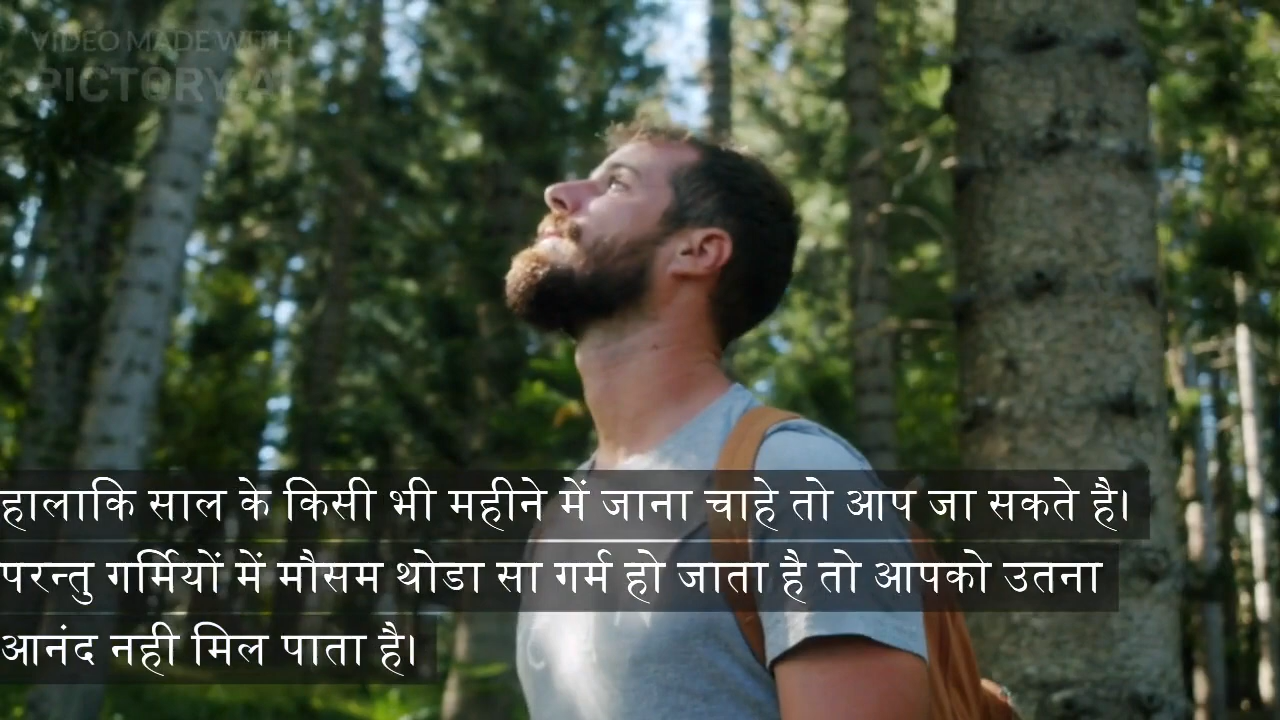 VIDEO MADE WITH
PICTORY AI
हालाकि साल के किसी भी महीने में जाना चाहे तो आप जा सकते है।
परन्तु गर्मियों में मौसम थोडा सा गर्म हो जाता है तो आपको उतना
आनंद नही मिल पाता है।